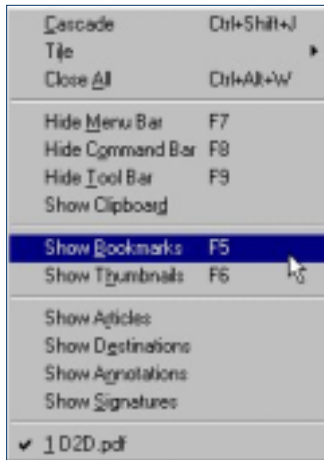 Cascade Ctrl+Shift+J
Tile
Close All Ctrl+Alt+W
Hide Menu Bar F7
Hide Command Bar F8
Hide Tool Bar F9
Show Clipboard
Show Bookmarks F5
Show Thumbnails F6
Show Articles
Show Destinations
Show Annotations
Show Signatures
1 D2D.pdf